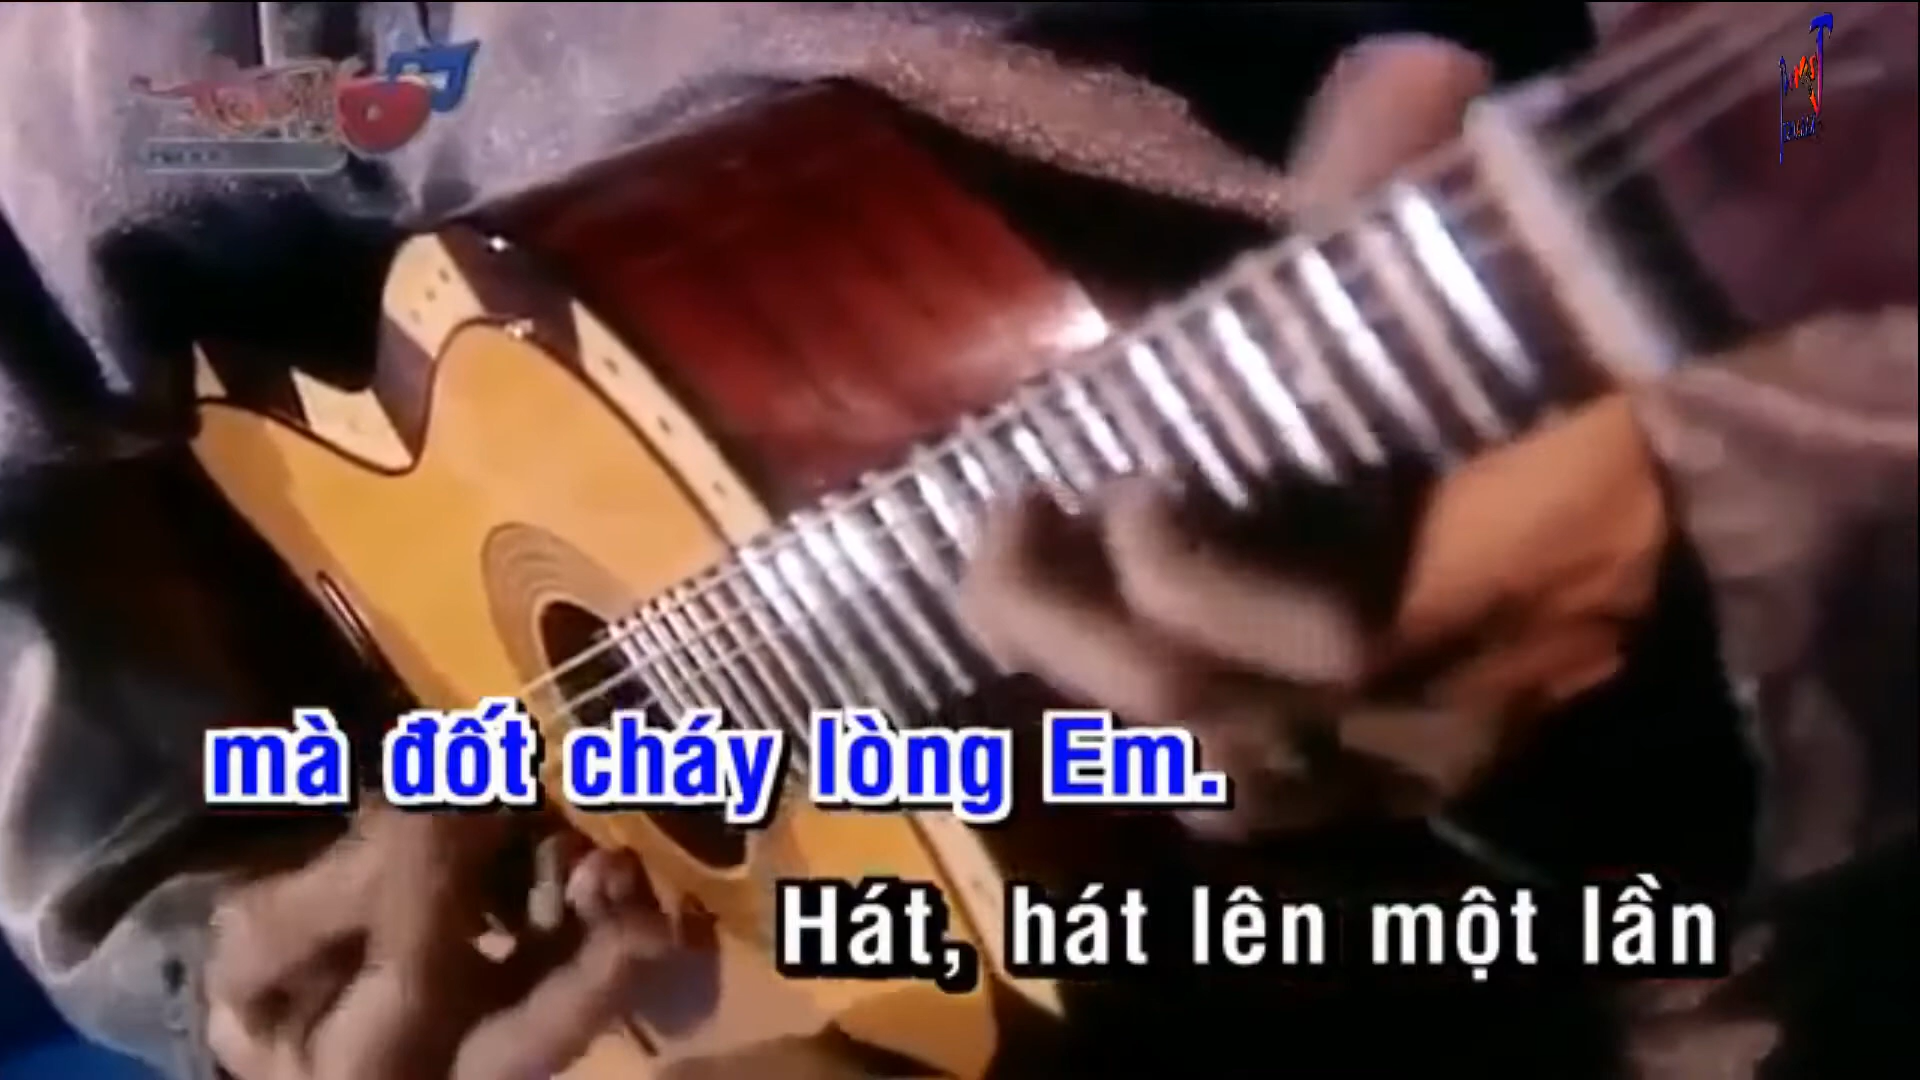 mà đốt cháy lòng Em.
Hát, hát lên một lần